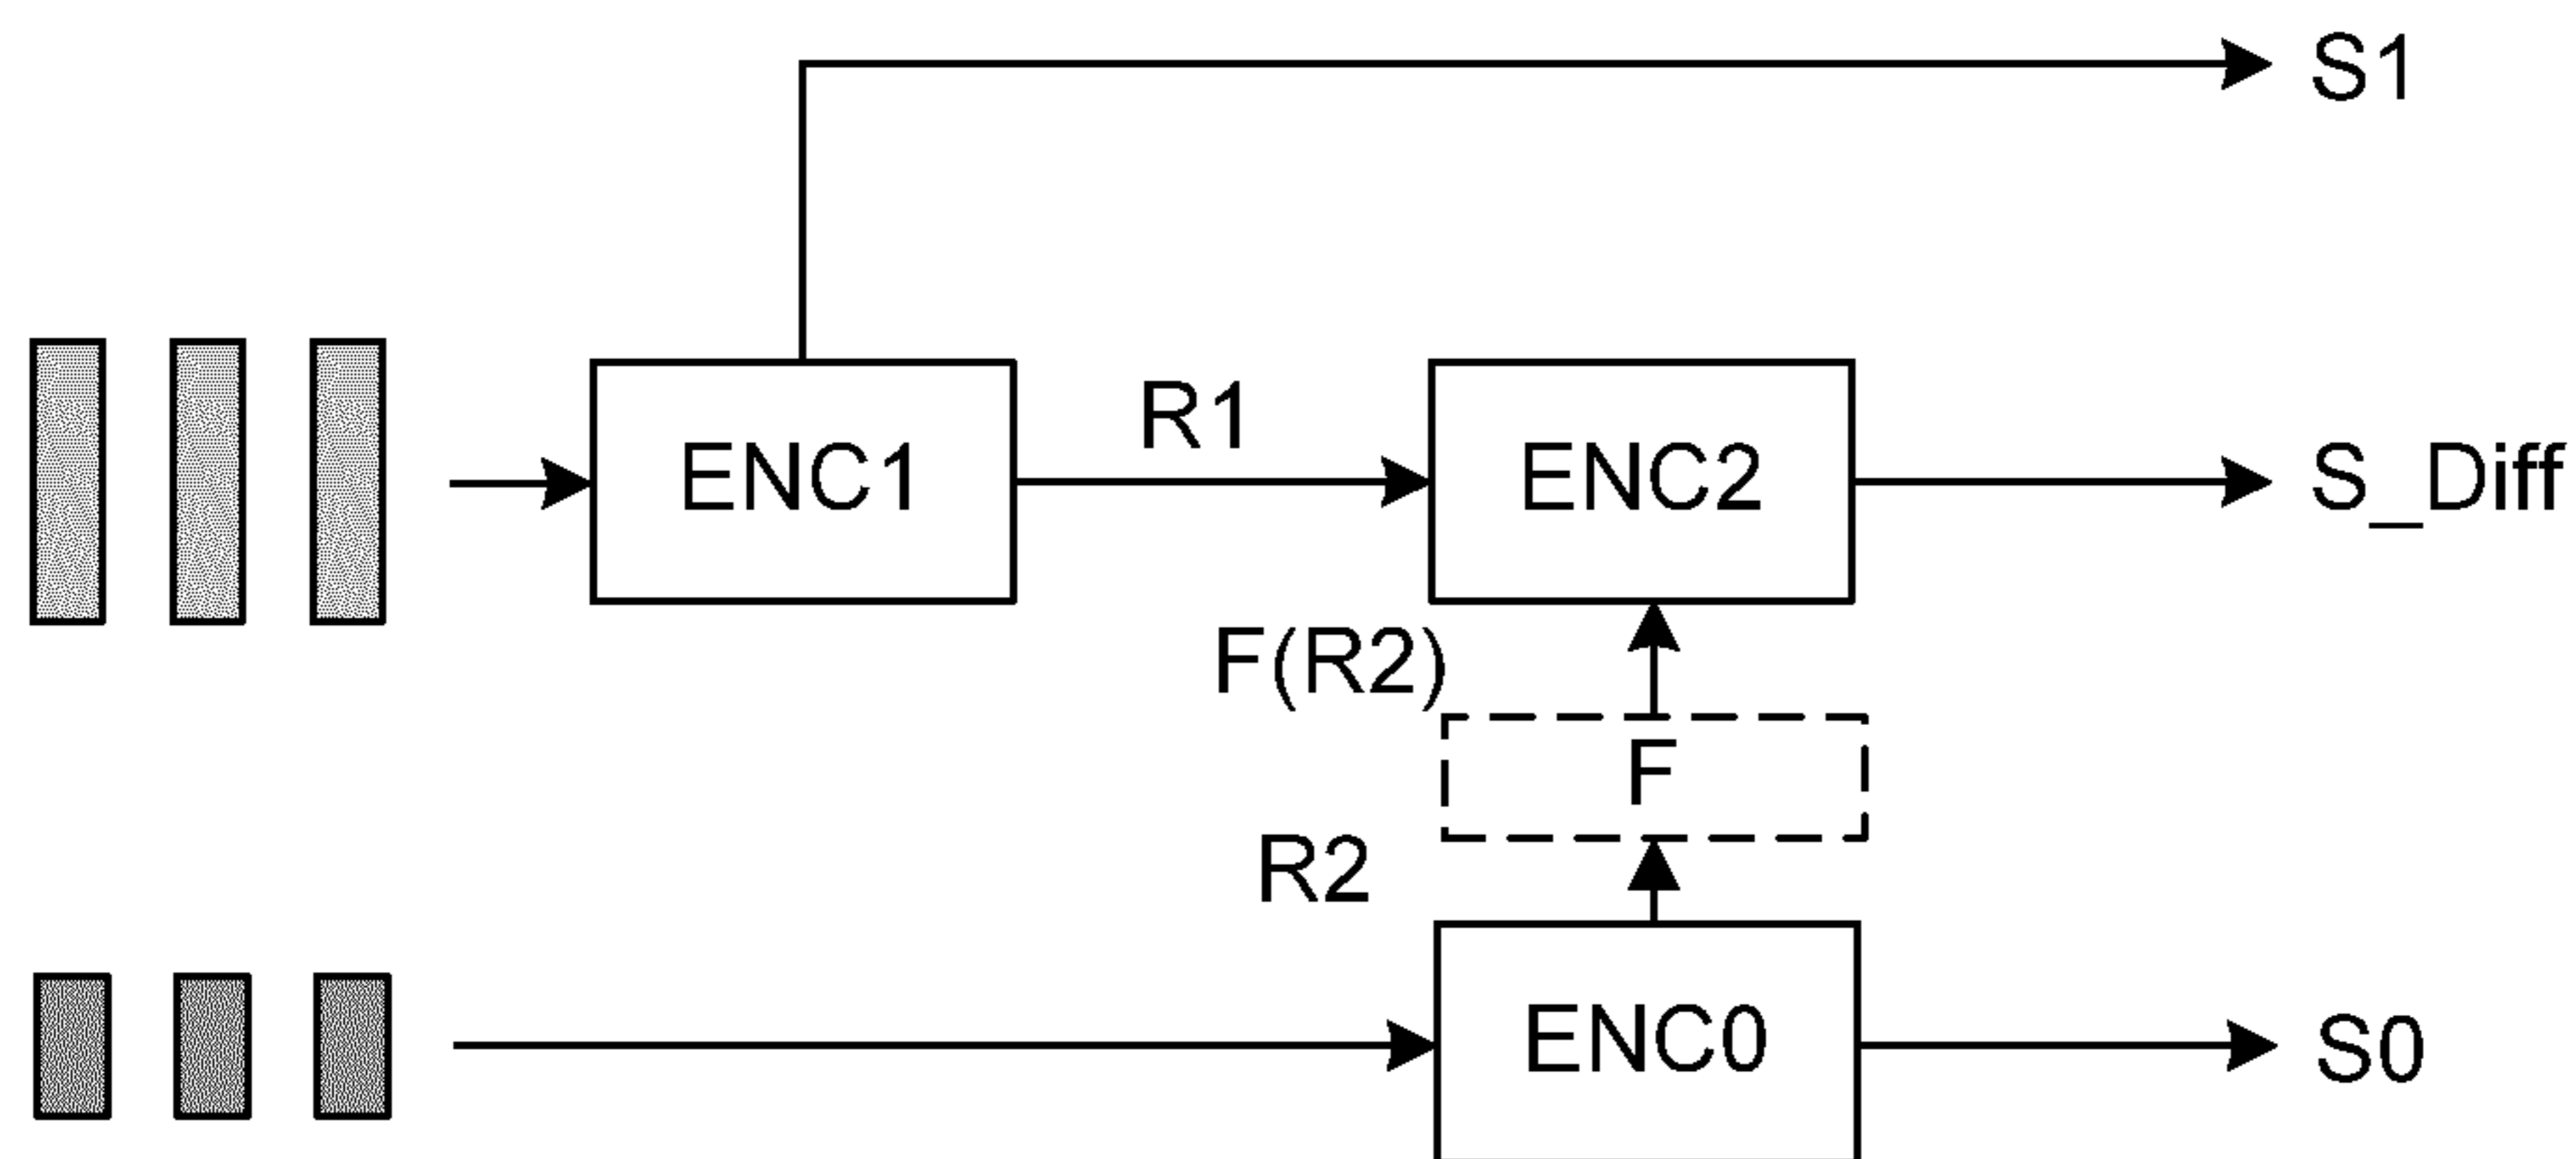 S1
R1
ENC1
ENC2
S_Diff
F(R2)
F
R2
ENC0
S0